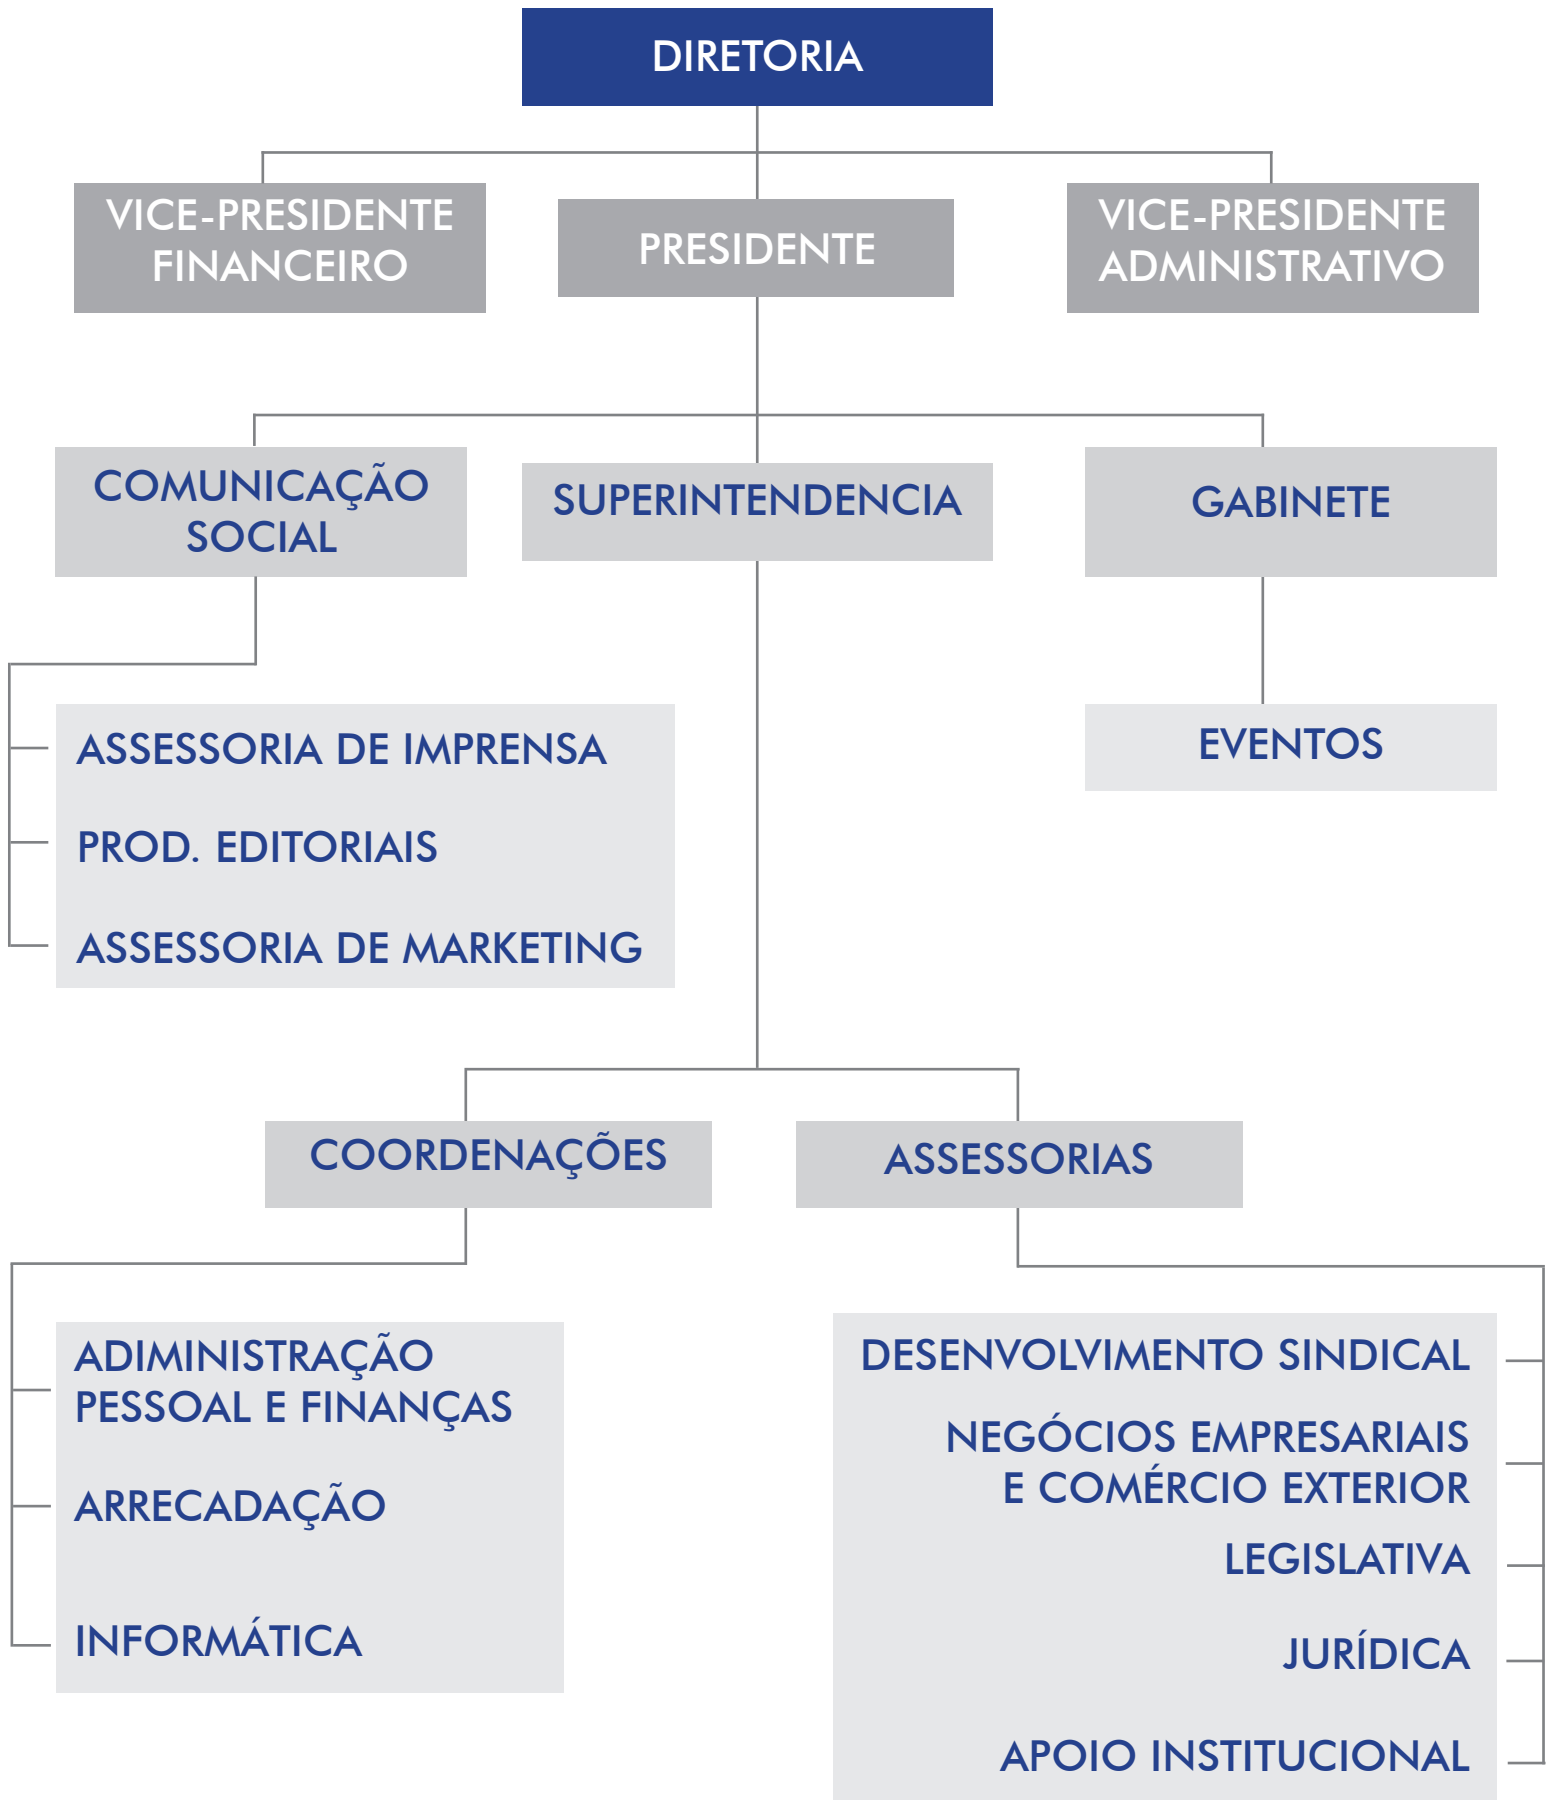 DIRETORIA
VICE-PRESIDENTE
FINANCEIRO
PRESIDENTE
VICE-PRESIDENTE
ADMINISTRATIVO
COMUNICAÇÃO
SOCIAL
SUPERINTENDENCIA
GABINETE
ASSESSORIA DE IMPRENSA
PROD. EDITORIAIS
ASSESSORIA DE MARKETING
EVENTOS
COORDENAÇÕES
ASSESSORIAS
ADIMINISTRAÇÃO
PESSOAL E FINANÇAS
ARRECADAÇÃO
INFORMÁTICA
DESENVOLVIMENTO SINDICAL
NEGÓCIOS EMPRESARIAIS
E COMÉRCIO EXTERIOR
LEGISLATIVA
JURÍDICA
APOIO INSTITUCIONAL